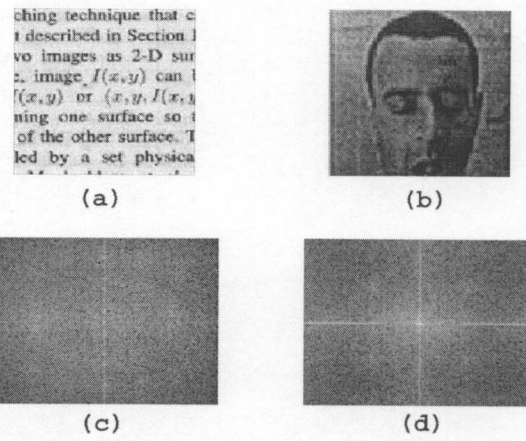 ching technique that c
t described in Section
vo images as 2-D sur
e, image I(x,y) can
(x,y) or (x,y,I(x,y
ning one surface so t
of the other surface. T
led by a set physica
(a)
(b)
(c)
(d)